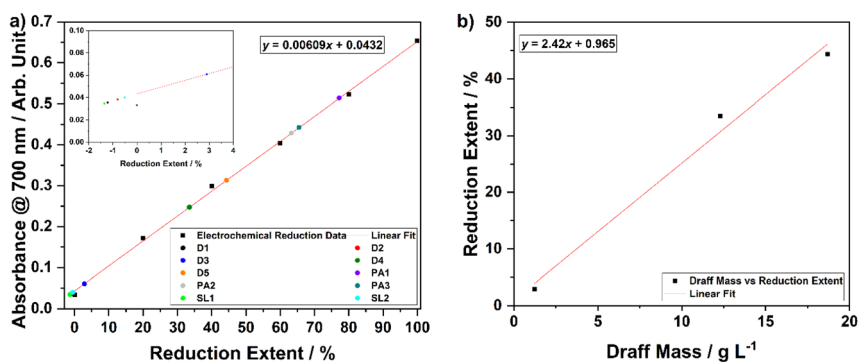 a)
0.7
0.6
0.5
0.4
0.3
0.2
0.1
0.0
Absorbance @ 700 nm / Arb. Unit
0.10
0.08
0.06
0.04
0.02
0.00
-2 -1 0 1 2 3 4
Reduction Extent / %
y = 0.00609x + 0.0432
Electrochemical Reduction Data Linear Fit
D1 D2
D3 D4
D5 PA1
PA2 PA3
SL1 SL2
0 10 20 30 40 50 60 70 80 90 100
Reduction Extent / %
b)
50
40
30
20
10
0
Reduction Extent / %
y = 2.42x + 0.965
Draff Mass vs Reduction Extent
Linear Fit
0 5 10 15 20
Draff Mass / g L-1